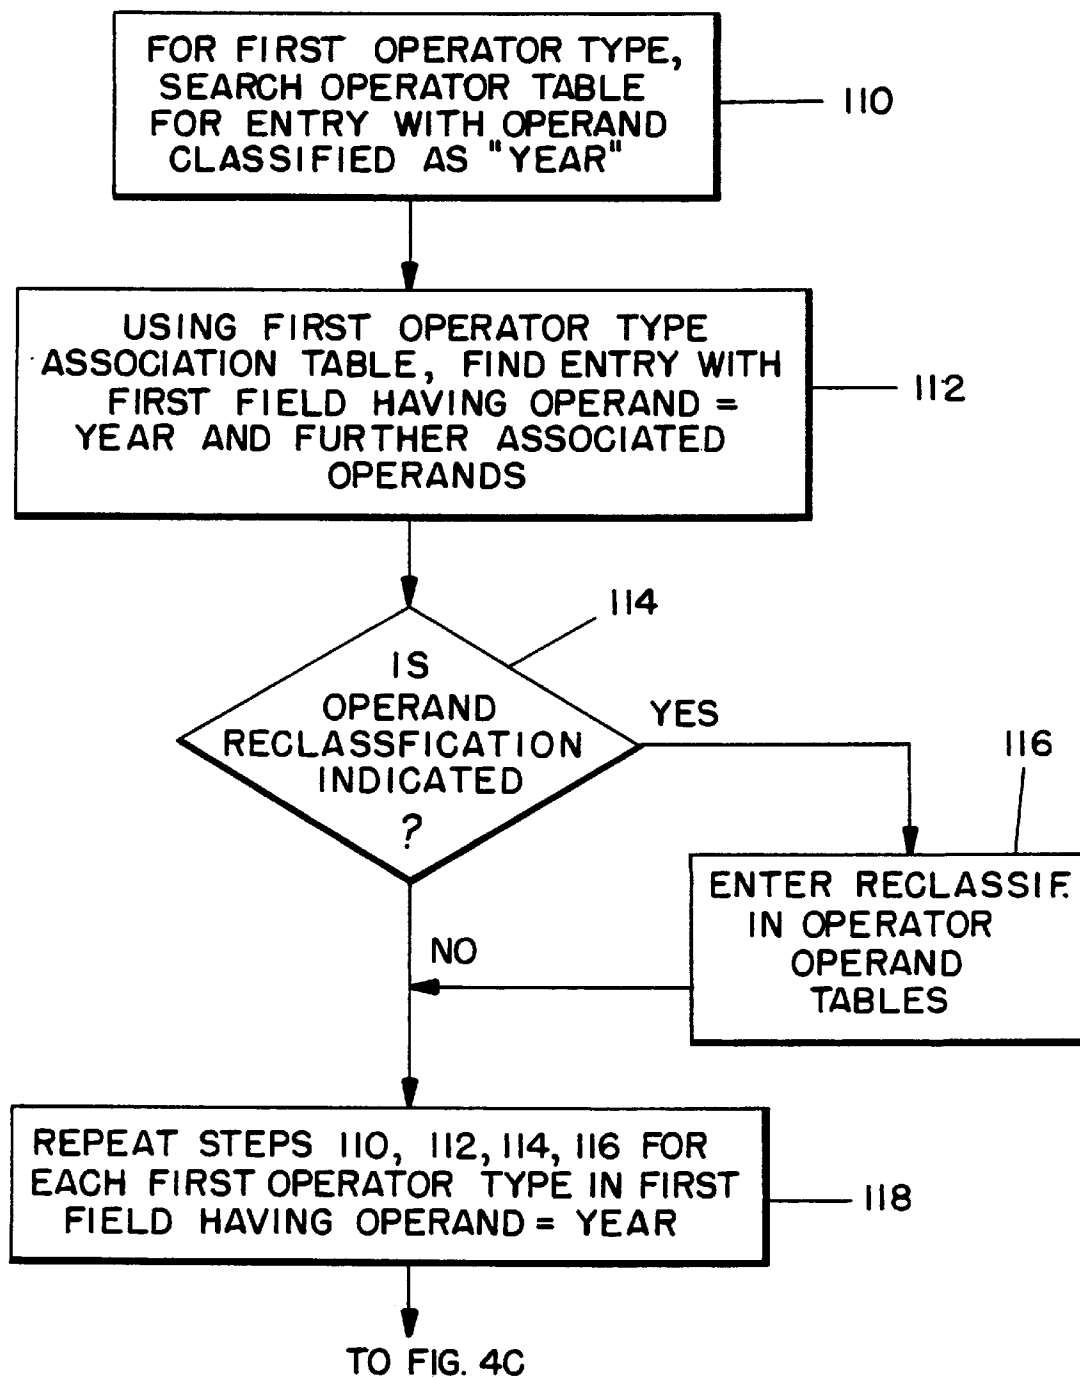 FOR FIRST OPERATOR TYPE,
SEARCH OPERATOR TABLE
FOR ENTRY WITH OPERAND
CLASSIFIED AS "YEAR"
110
USING FIRST OPERATOR TYPE
ASSOCIATION TABLE, FIND ENTRY WITH
FIRST FIELD HAVING OPERAND =
YEAR AND FURTHER ASSOCIATED
OPERANDS
112
114
IS
OPERAND
RECLASSFICATION
INDICATED
?
YES
116
ENTER RECLASSIF.
IN OPERATOR
OPERAND
TABLES
NO
REPEAT STEPS 110, 112, 114, 116 FOR
EACH FIRST OPERATOR TYPE IN FIRST
FIELD HAVING OPERAND = YEAR
118
TO FIG. 4C